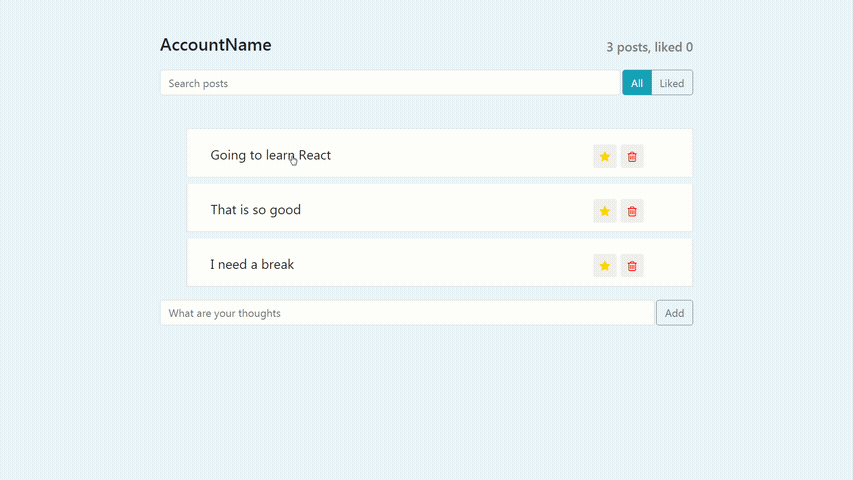 AccountName
3 posts, liked 0
Search posts
All
Liked
Going to learn React
That is so good
I need a break
What are your thoughts
Add